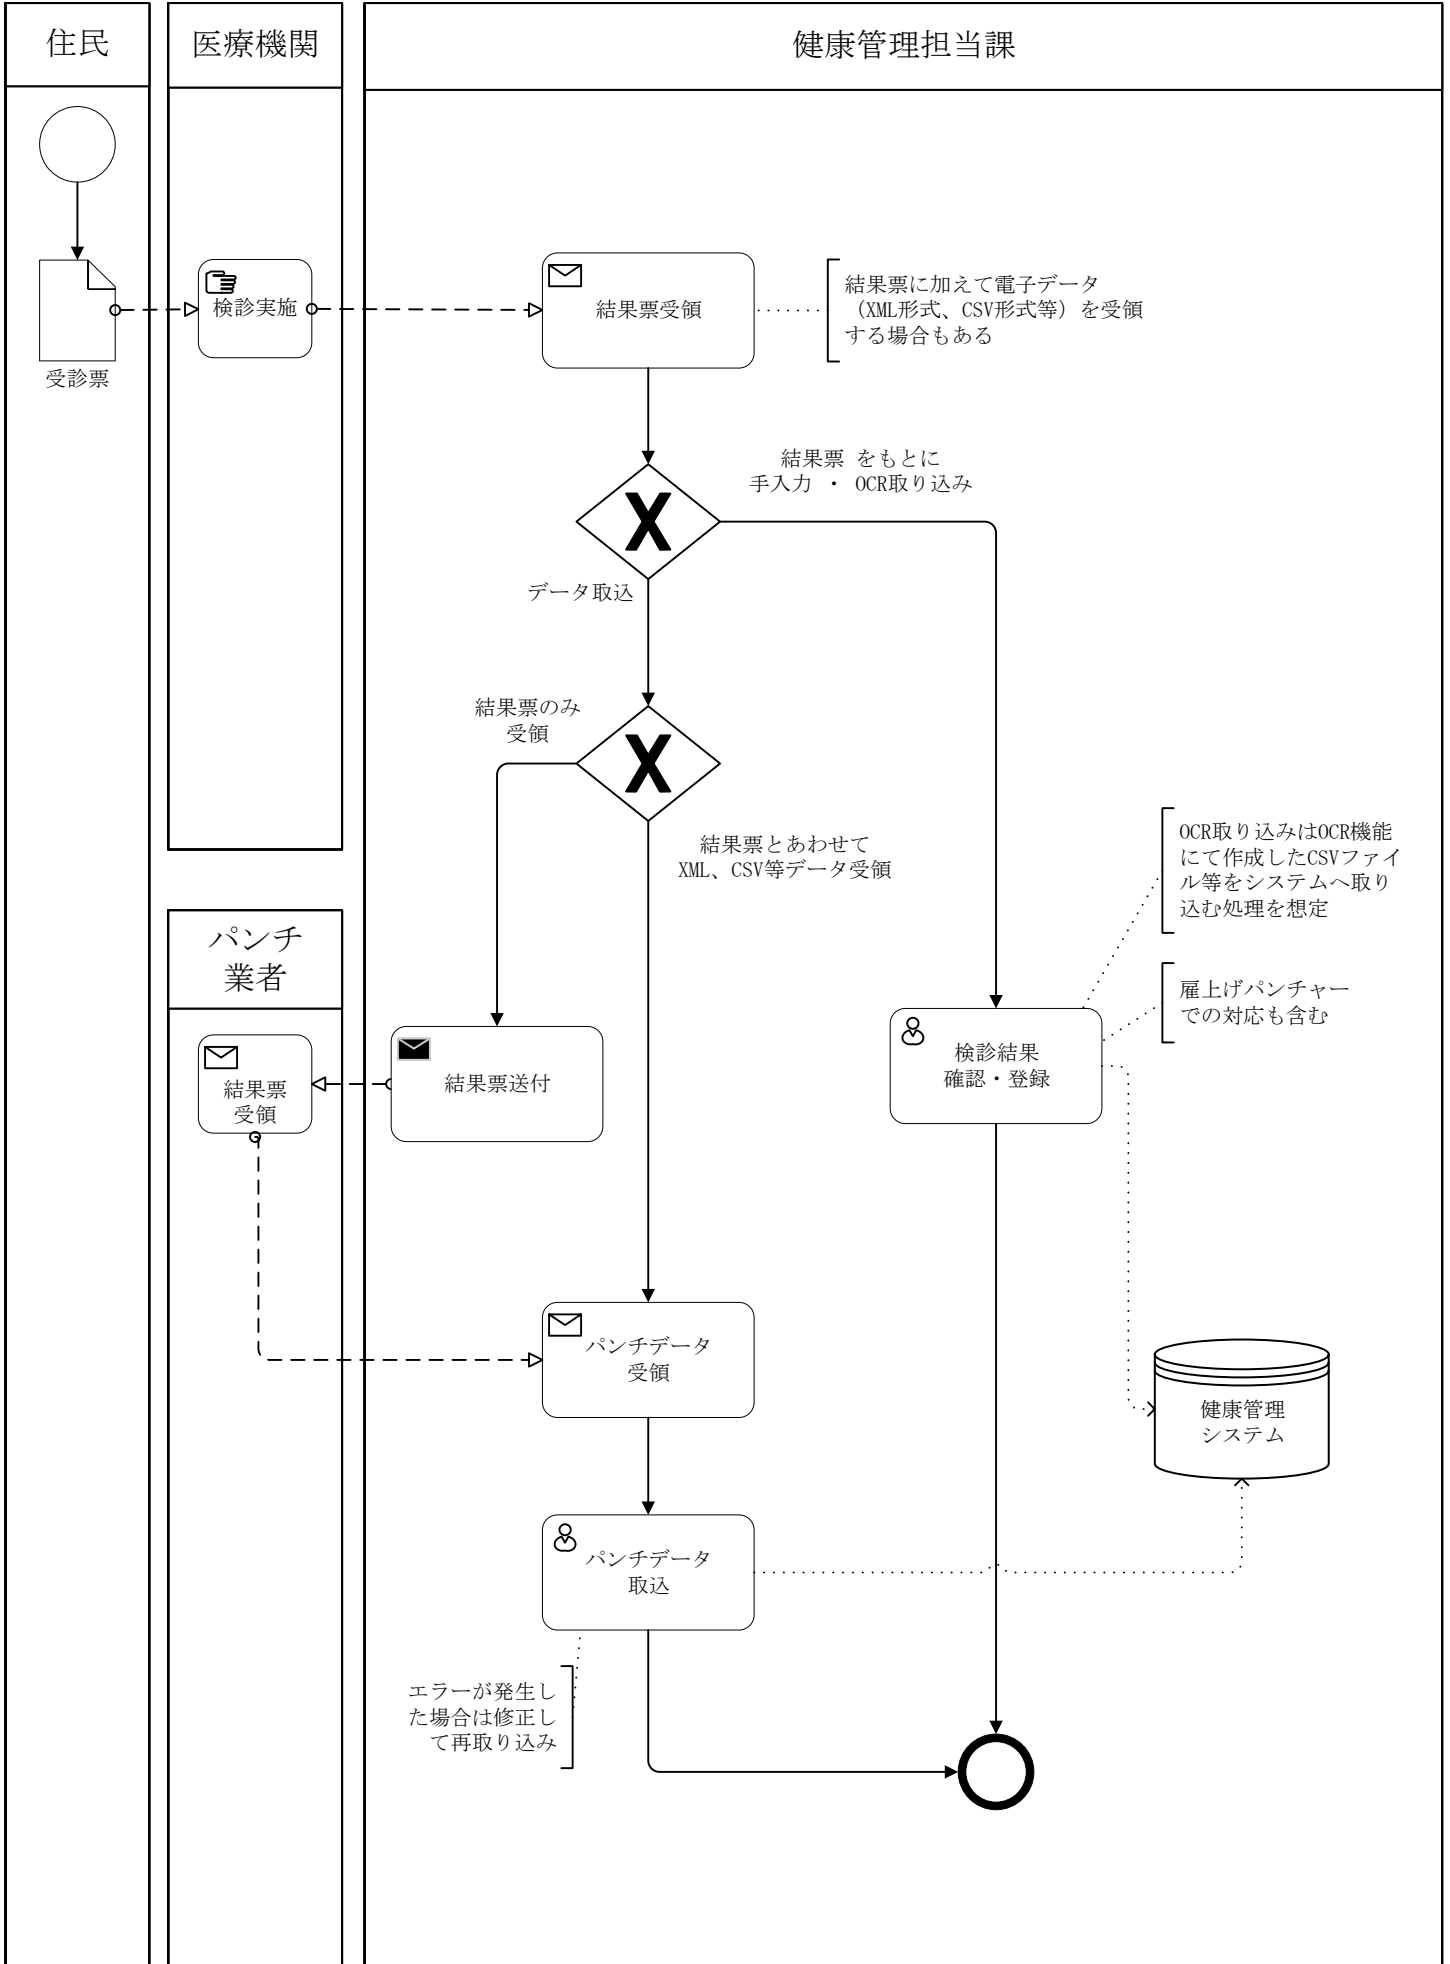 住民
医療機関
健康管理担当課
受診票
検診実施
結果票受領
結果票に加えて電子データ
（XML形式、CSV形式等）を受領
する場合もある
結果票 をもとに
手入力 ・ OCR取り込み
データ取込
結果票のみ
受領
結果票とあわせて
XML、CSV等データ受領
OCR取り込みはOCR機能
にて作成したCSVファイ
ル等をシステムへ取り
込む処理を想定
雇上げパンチャー
での対応も含む
パンチ
業者
結果票
受領
結果票送付
検診結果
確認・登録
パンチデータ
受領
健康管理
システム
パンチデータ
取込
エラーが発生し
た場合は修正し
て再取り込み